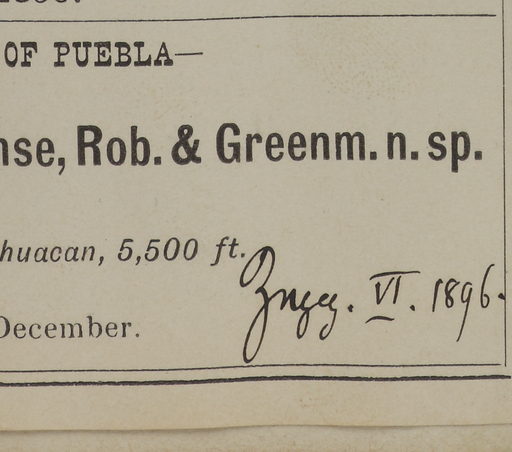 OF PUEBLA—
nse, Rob. & Greenm. n. sp.
huacan, 5,500 ft.
VI. 1896.
December.